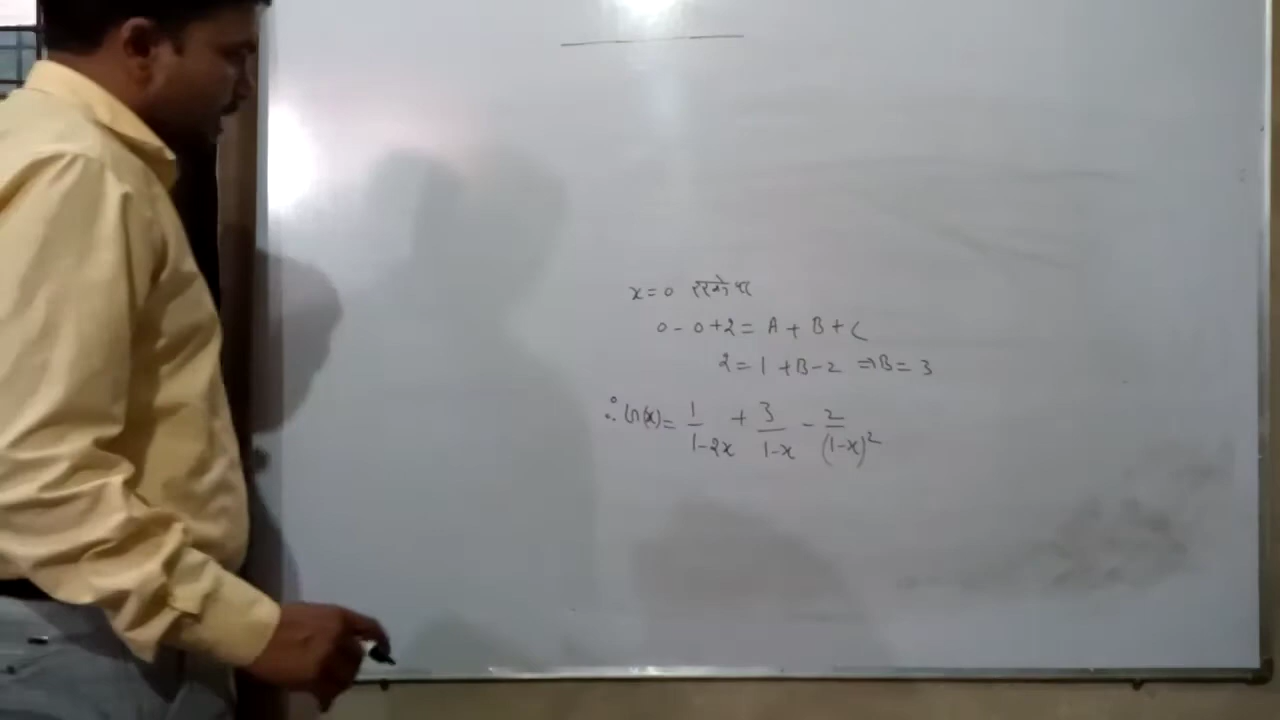 x = 0 रखने पर
0 - 0 + 2 = A + B + C
2 = 1 + B - 2 ⇒ B = 3
∴ G(x) = 1/(1-2x) + 3/(1-x) - 2/(1-x)²